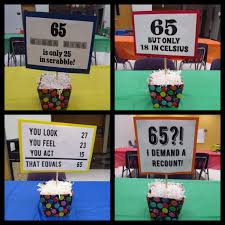 65
is only 25
in scrabble!
65
BUT ONLY
18 IN CELSIUS
YOU LOOK 27
YOU FEEL 23
YOU ACT 15
THAT EQUALS 65
65?!
I DEMAND
A RECOUNT!